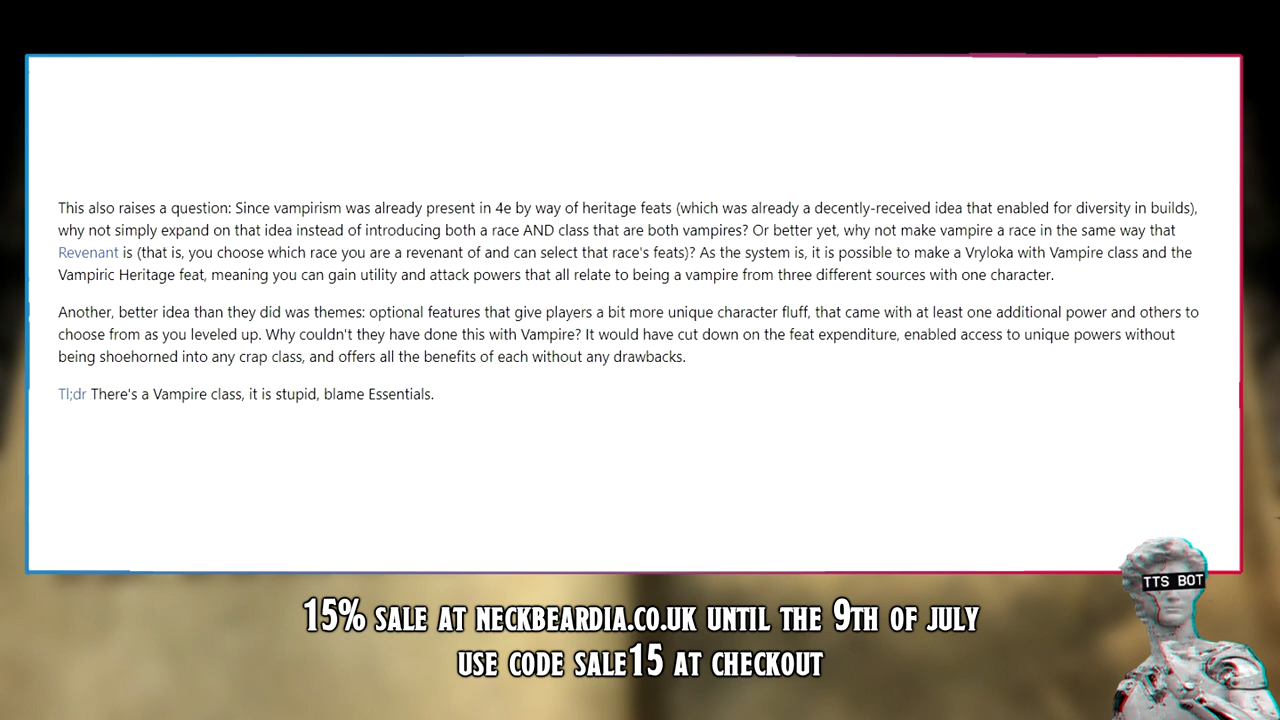 This also raises a question: Since vampirism was already present in 4e by way of heritage feats (which was already a decently-received idea that enabled for diversity in builds),
why not simply expand on that idea instead of introducing both a race AND class that are both vampires? Or better yet, why not make vampire a race in the same way that
Revenant is (that is, you choose which race you are a revenant of and can select that race's feats)? As the system is, it is possible to make a Vryloka with Vampire class and the
Vampiric Heritage feat, meaning you can gain utility and attack powers that all relate to being a vampire from three different sources with one character.
Another, better idea than they did was themes: optional features that give players a bit more unique character fluff, that came with at least one additional power and others to
choose from as you leveled up. Why couldn't they have done this with Vampire? It would have cut down on the feat expenditure, enabled access to unique powers without
being shoehorned into any crap class, and offers all the benefits of each without any drawbacks.
Tl;dr There's a Vampire class, it is stupid, blame Essentials.
TTS BOT
15% SALE AT NECKBEARDIA.CO.UK UNTIL THE 9TH OF JULY
USE CODE SALE15 AT CHECKOUT